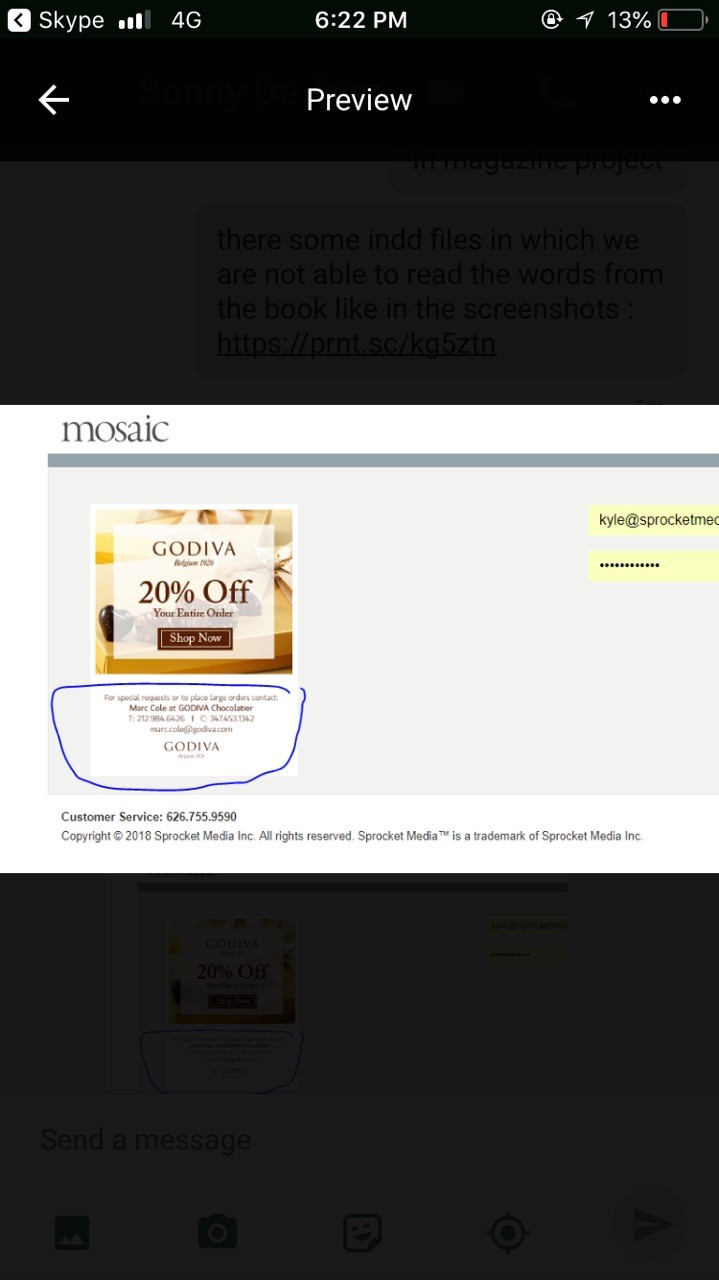 Skype 4G 6:22 PM 13%
Preview
in magazine project
there some indd files in which we
are not able to read the words from
the book like in the screenshots :
https://prnt.sc/kg5ztn
mosaic
kyle@sprocketmed
••••••••••••
GODIVA
Belgium 1926
20% Off
Your Entire Order
Shop Now
For special requests or to place large orders contact:
Marc Cole at GODIVA Chocolatier
T: 212.984.6426 I C: 347.453.1342
marc.cole@godiva.com
GODIVA
Belgium 1926
Customer Service: 626.755.9590
Copyright © 2018 Sprocket Media Inc. All rights reserved. Sprocket Media™ is a trademark of Sprocket Media Inc.
GODIVA
20% Off
Shop Now
GODIVA
Send a message